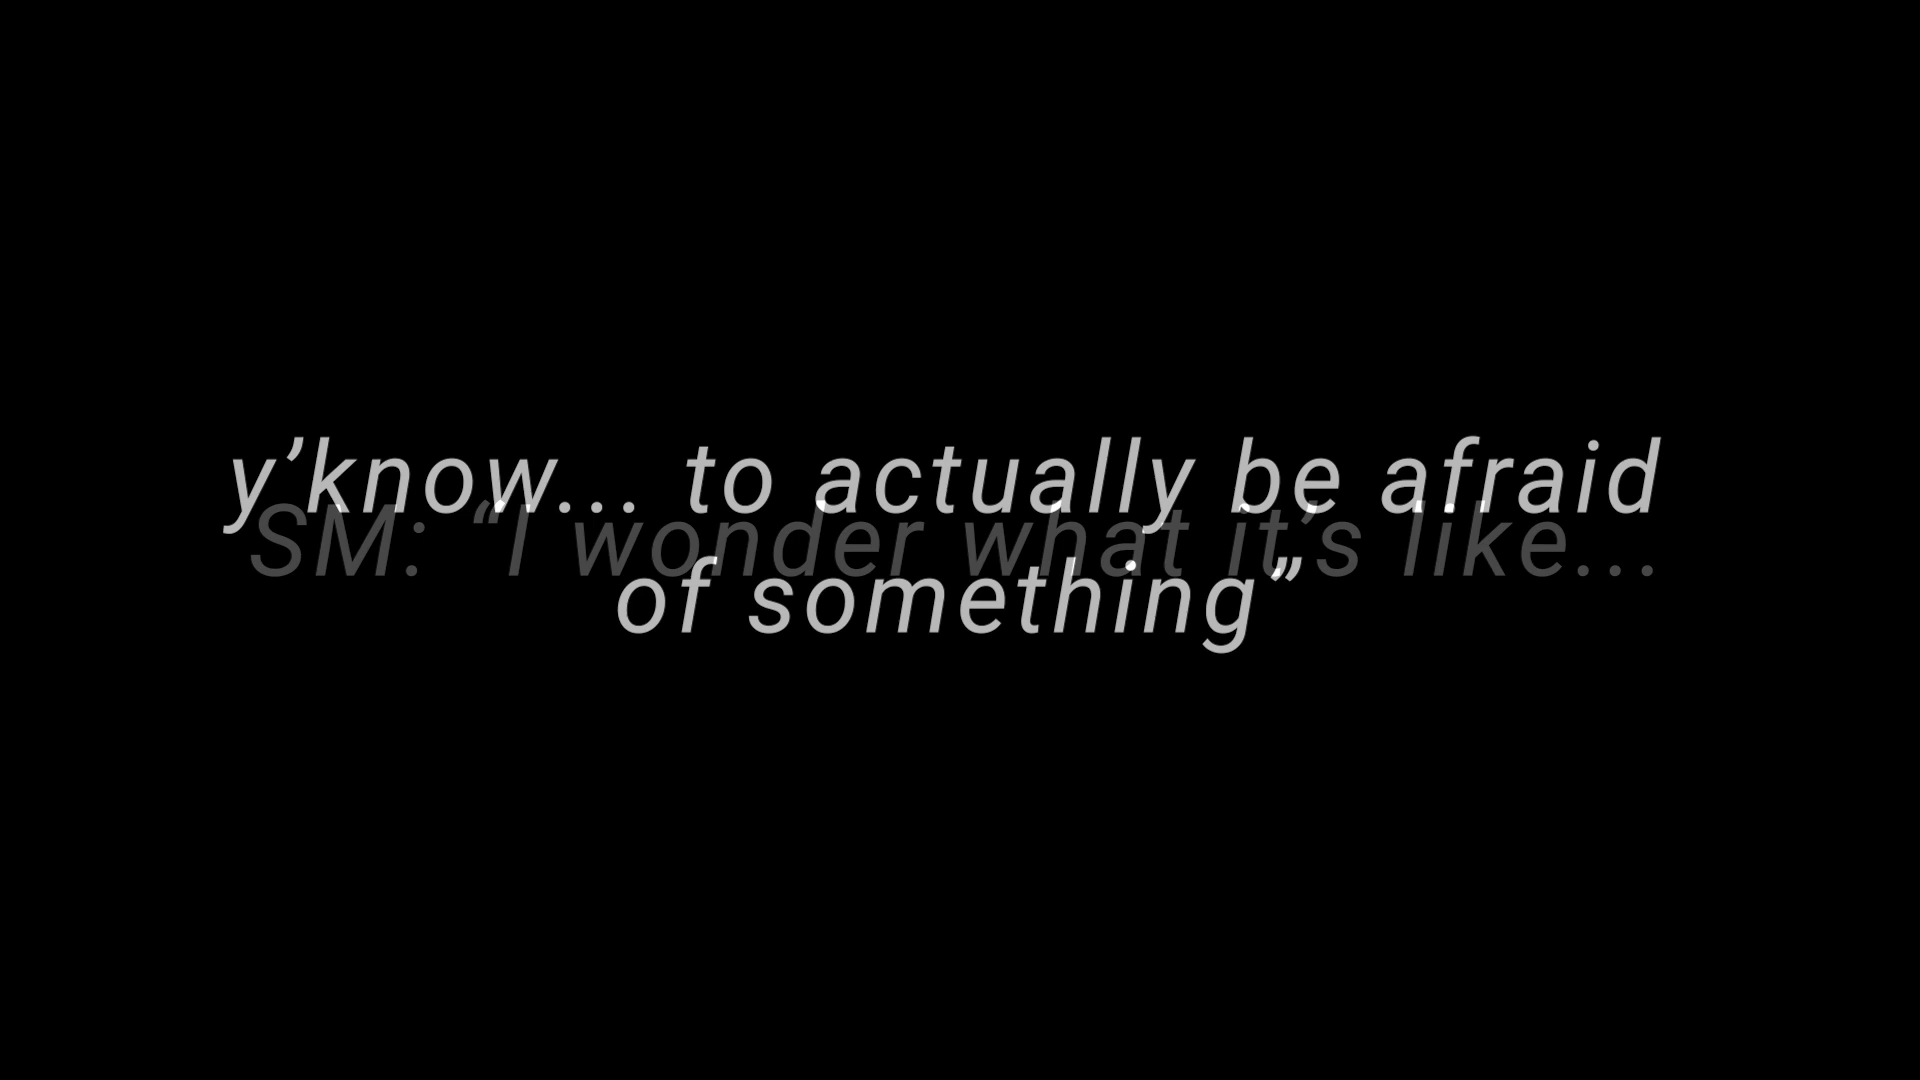 SM: “I wonder what it’s like...
y’know... to actually be afraid
of something”